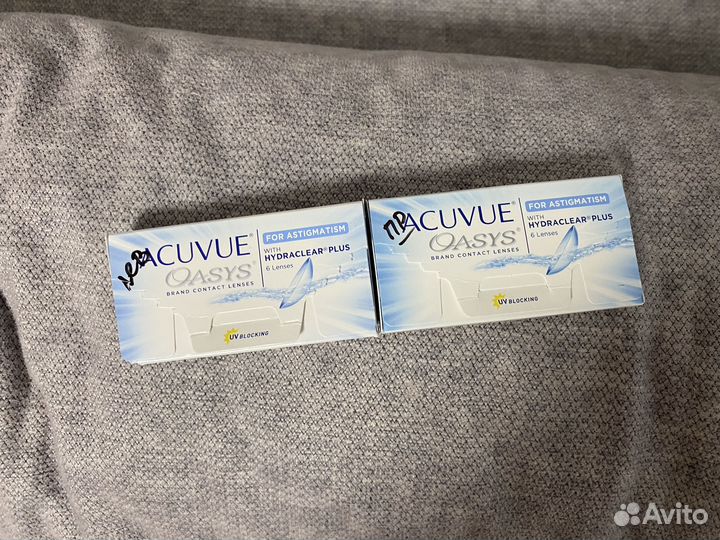 лев
ACUVUE®
OASYS®
BRAND CONTACT LENSES
FOR ASTIGMATISM
WITH
HYDRACLEAR® PLUS
6 Lenses
UV BLOCKING
ПР
ACUVUE®
OASYS®
BRAND CONTACT LENSES
FOR ASTIGMATISM
WITH
HYDRACLEAR® PLUS
6 Lenses
UV BLOCKING
Avito